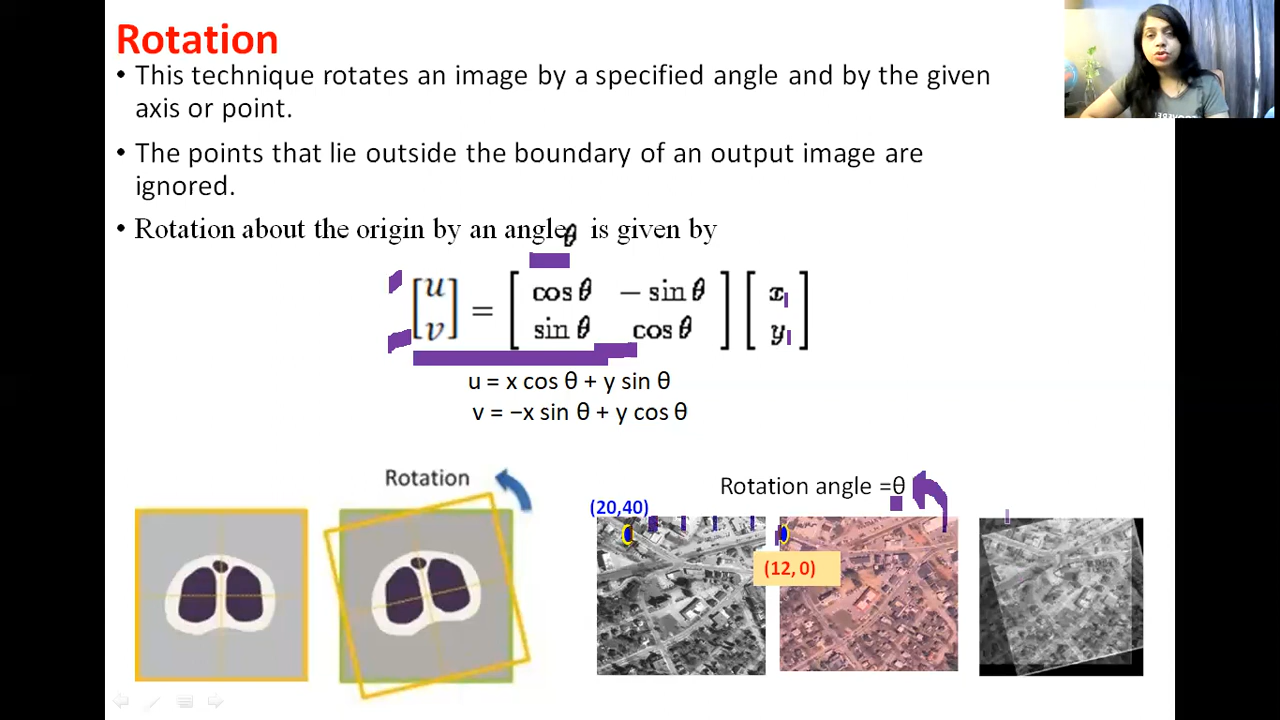 Rotation
• This technique rotates an image by a specified angle and by the given
axis or point.
• The points that lie outside the boundary of an output image are
ignored.
• Rotation about the origin by an angle θ is given by
[u v] = [cos θ − sin θ
sin θ cos θ] [x y]
u = x cos θ + y sin θ
v = −x sin θ + y cos θ
Rotation
Rotation angle =θ
(20,40)
(12, 0)